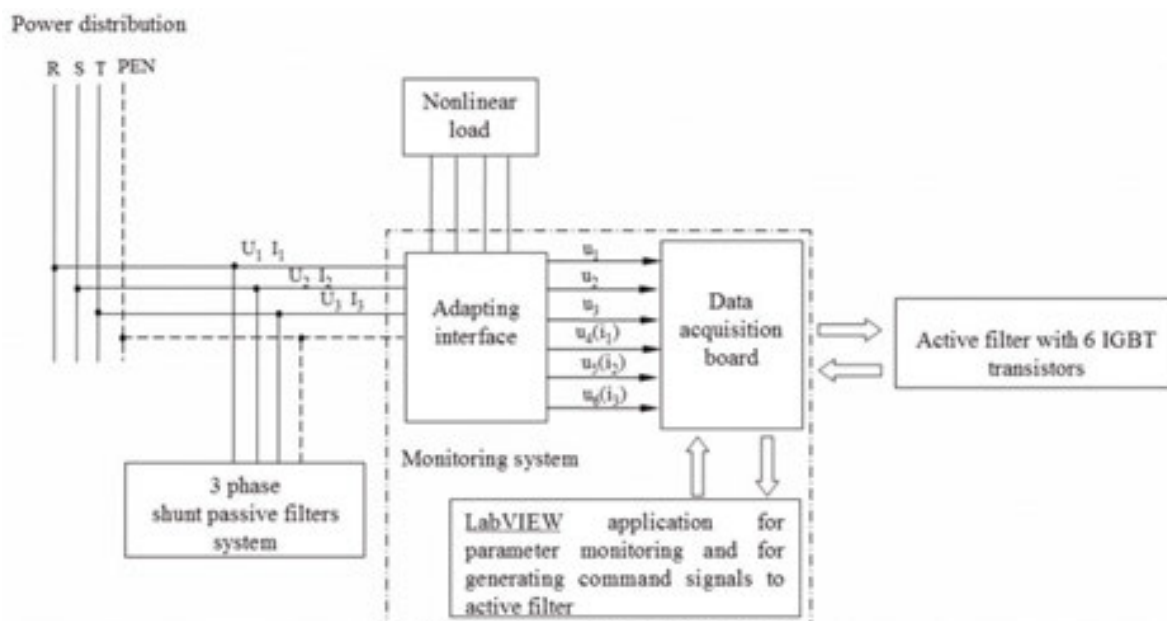 Power distribution
R S T PEN
Nonlinear
load
U1 I1
U2 I2
U3 I3
Adapting
interface
u1
u2
u3
u4(i1)
u5(i2)
u6(i3)
Data
acquisition
board
Active filter with 6 IGBT
transistors
Monitoring system
3 phase
shunt passive filters
system
LabVIEW application for
parameter monitoring and for
generating command signals to
active filter